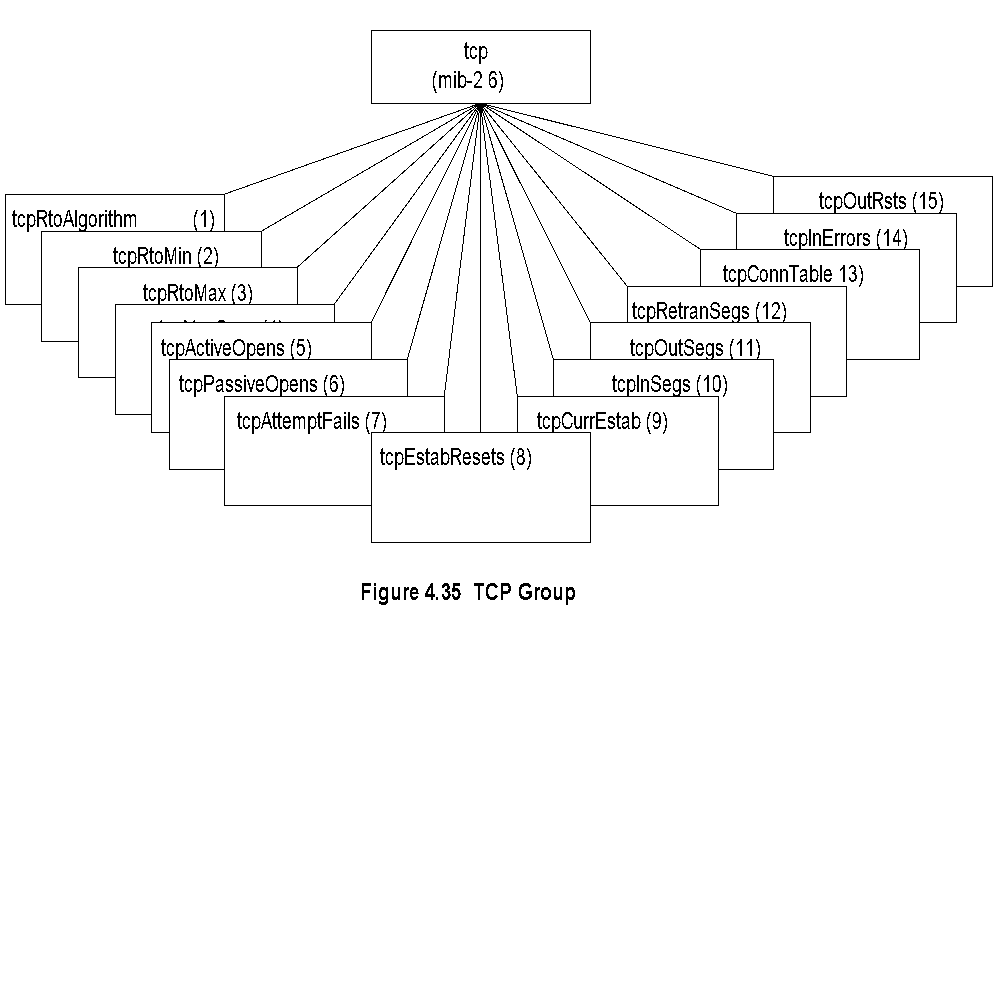 tcp
(mib-2 6)
tcpRtoAlgorithm (1)
tcpRtoMin (2)
tcpRtoMax (3)
tcpActiveOpens (5)
tcpPassiveOpens (6)
tcpAttemptFails (7)
tcpEstabResets (8)
tcpCurrEstab (9)
tcpInSegs (10)
tcpOutSegs (11)
tcpRetranSegs (12)
tcpConnTable 13)
tcpInErrors (14)
tcpOutRsts (15)
Figure 4.35 TCP Group